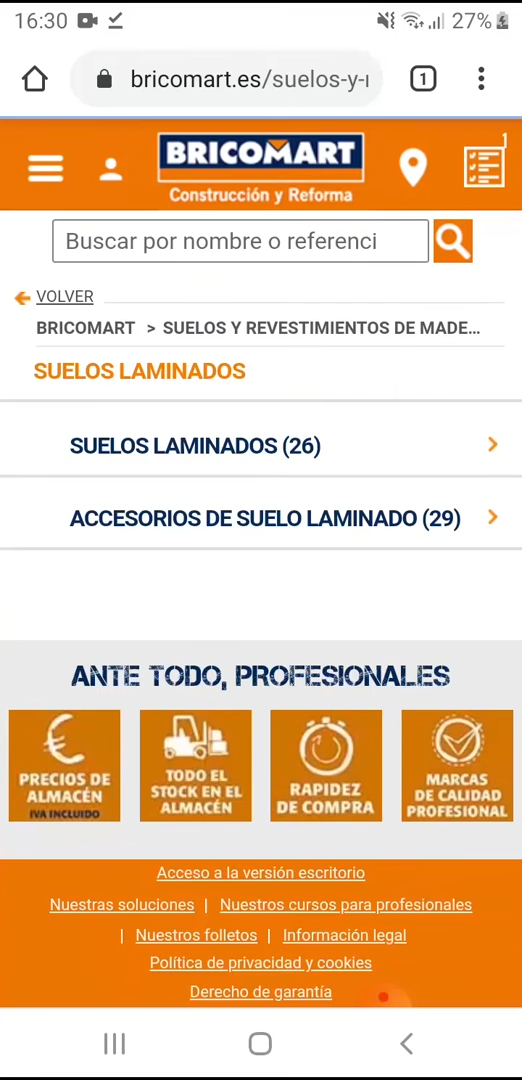 16:30
27%
bricomart.es/suelos-y-r
1
BRICOMART
Construcción y Reforma
1
Buscar por nombre o referenci
VOLVER
BRICOMART > SUELOS Y REVESTIMIENTOS DE MADE...
SUELOS LAMINADOS
SUELOS LAMINADOS (26)
ACCESORIOS DE SUELO LAMINADO (29)
ANTE TODO, PROFESIONALES
PRECIOS DE
ALMACÉN
IVA INCLUIDO
TODO EL
STOCK EN EL
ALMACÉN
RAPIDEZ
DE COMPRA
MARCAS
DE CALIDAD
PROFESIONAL
Acceso a la versión escritorio
Nuestras soluciones | Nuestros cursos para profesionales
| Nuestros folletos | Información legal
Política de privacidad y cookies
Derecho de garantía